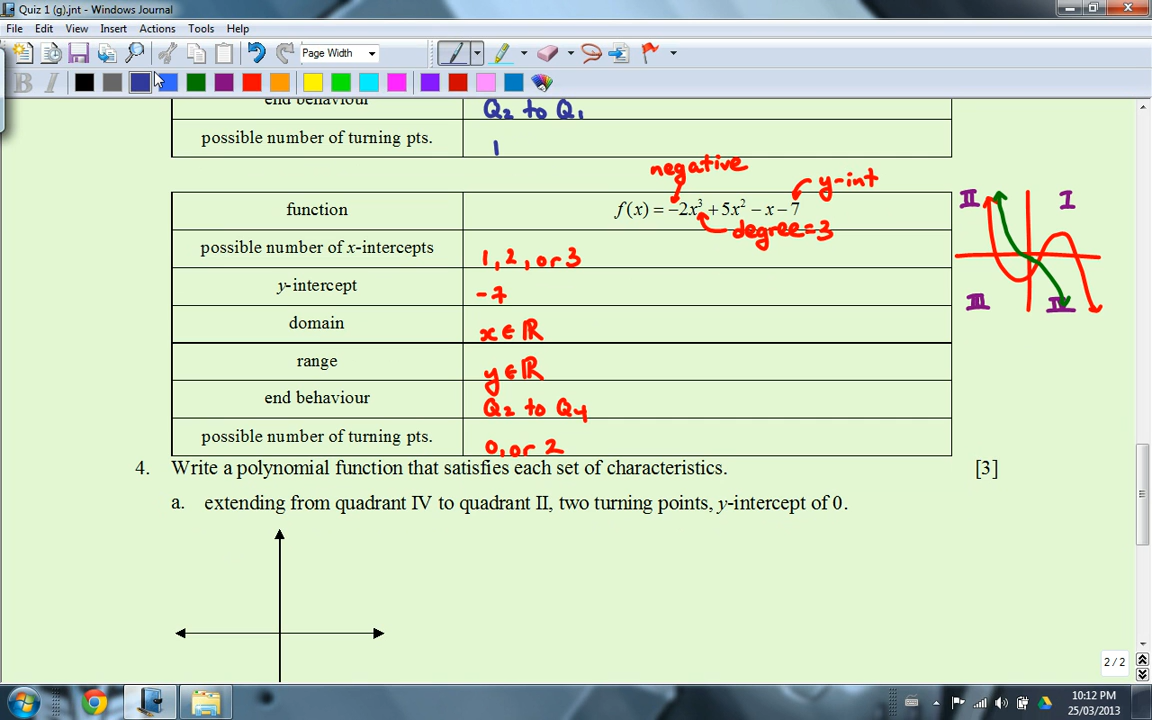 Quiz 1 (g).jnt - Windows Journal
File Edit View Insert Actions Tools Help
Page Width
B I
end behaviour Q2 to Q1
possible number of turning pts. 1
negative
y-int
function f(x) = −2x³ + 5x² − x − 7
degree=3
possible number of x-intercepts 1, 2, or 3
y-intercept -7
domain x ∈ ℝ
range y ∈ ℝ
end behaviour Q2 to Q4
possible number of turning pts. 0, or 2
II I
III IV
4. Write a polynomial function that satisfies each set of characteristics. [3]
a. extending from quadrant IV to quadrant II, two turning points, y-intercept of 0.
2 / 2
10:12 PM
25/03/2013